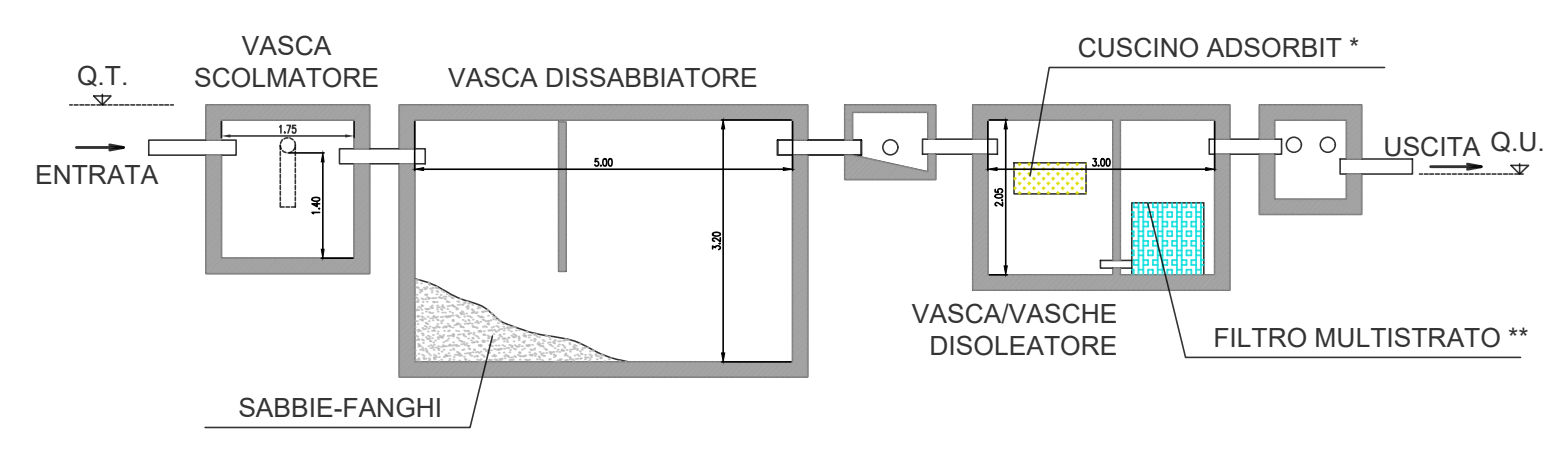 VASCA
SCOLMATORE
Q.T.
VASCA DISSABBIATORE
CUSCINO ADSORBIT *
ENTRATA
1.75
1.40
5.00
3.20
2.05
3.00
USCITA
Q.U.
VASCA/VASCHE
DISOLEATORE
FILTRO MULTISTRATO **
SABBIE-FANGHI